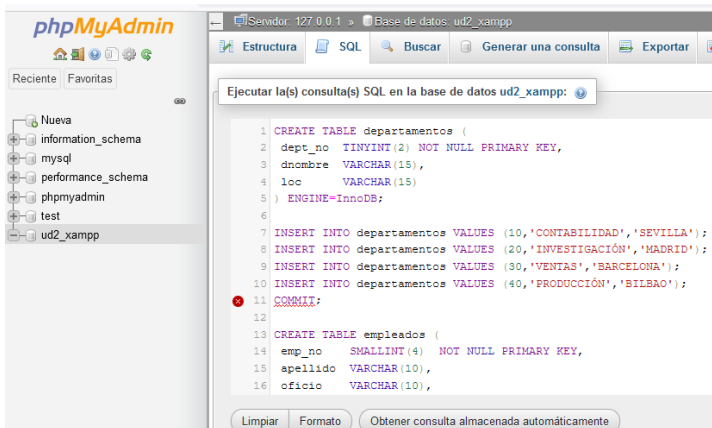 phpMyAdmin
Reciente Favoritas
Nueva
information_schema
mysql
performance_schema
phpmyadmin
test
ud2_xampp
Servidor: 127.0.0.1 » Base de datos: ud2_xampp
Estructura SQL Buscar Generar una consulta Exportar
Ejecutar la(s) consulta(s) SQL en la base de datos ud2_xampp:
1 CREATE TABLE departamentos (
2 dept_no TINYINT(2) NOT NULL PRIMARY KEY,
3 dnombre VARCHAR(15),
4 loc VARCHAR(15)
5 ) ENGINE=InnoDB;
6
7 INSERT INTO departamentos VALUES (10,'CONTABILIDAD','SEVILLA');
8 INSERT INTO departamentos VALUES (20,'INVESTIGACIÓN','MADRID');
9 INSERT INTO departamentos VALUES (30,'VENTAS','BARCELONA');
10 INSERT INTO departamentos VALUES (40,'PRODUCCIÓN','BILBAO');
11 COMMIT;
12
13 CREATE TABLE empleados (
14 emp_no SMALLINT(4) NOT NULL PRIMARY KEY,
15 apellido VARCHAR(10),
16 oficio VARCHAR(10),
Limpiar Formato Obtener consulta almacenada automáticamente